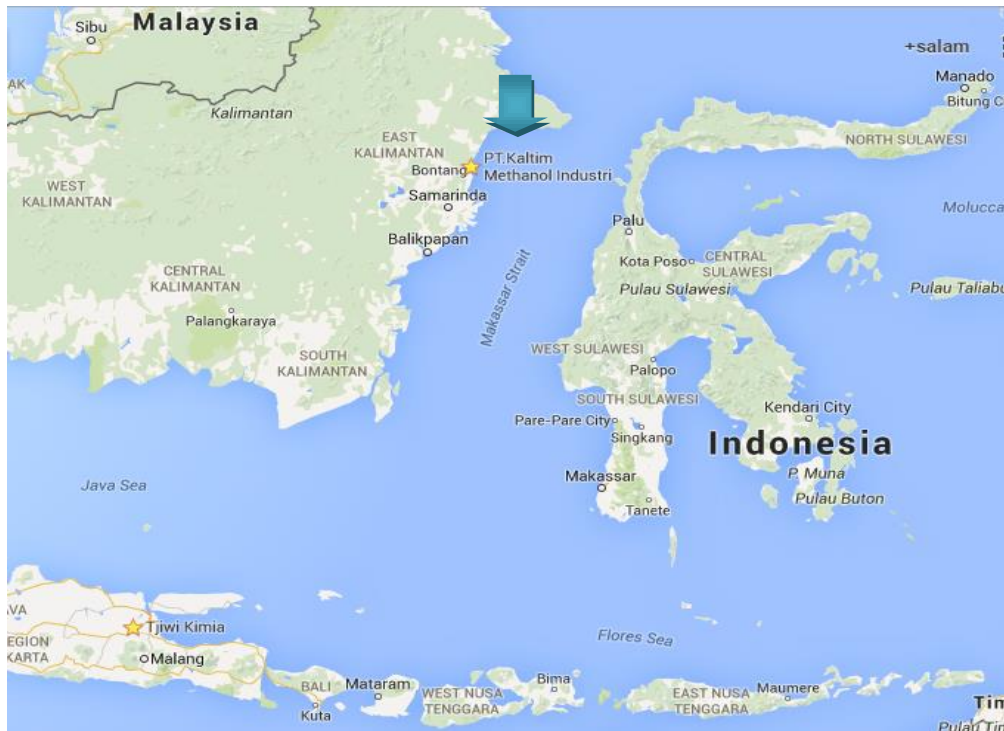 Malaysia
Sibu
+salam
Manado
Bitung C
AK
Kalimantan
EAST
KALIMANTAN
NORTH SULAWESI
PT.Kaltim
Methanol Industri
Bontang
WEST
KALIMANTAN
Samarinda
Molucca
Palu
Balikpapan
Makassar Strait
Kota Poso
CENTRAL
SULAWESI
CENTRAL
KALIMANTAN
Pulau Sulawesi
Pulau Taliabu
Palangkaraya
WEST SULAWESI
SOUTH
KALIMANTAN
Palopo
SOUTH SULAWESI
Kendari City
Pare-Pare City
Singkang
Indonesia
Makassar
P. Muna
Java Sea
Pulau Buton
Tanete
AVA
Tjiwi Kimia
Flores Sea
EGION
KARTA
Malang
BALI
Mataram
Bima
WEST NUSA
TENGGARA
EAST NUSA
TENGGARA
Maumere
Kuta
Tim
Pulau Tim